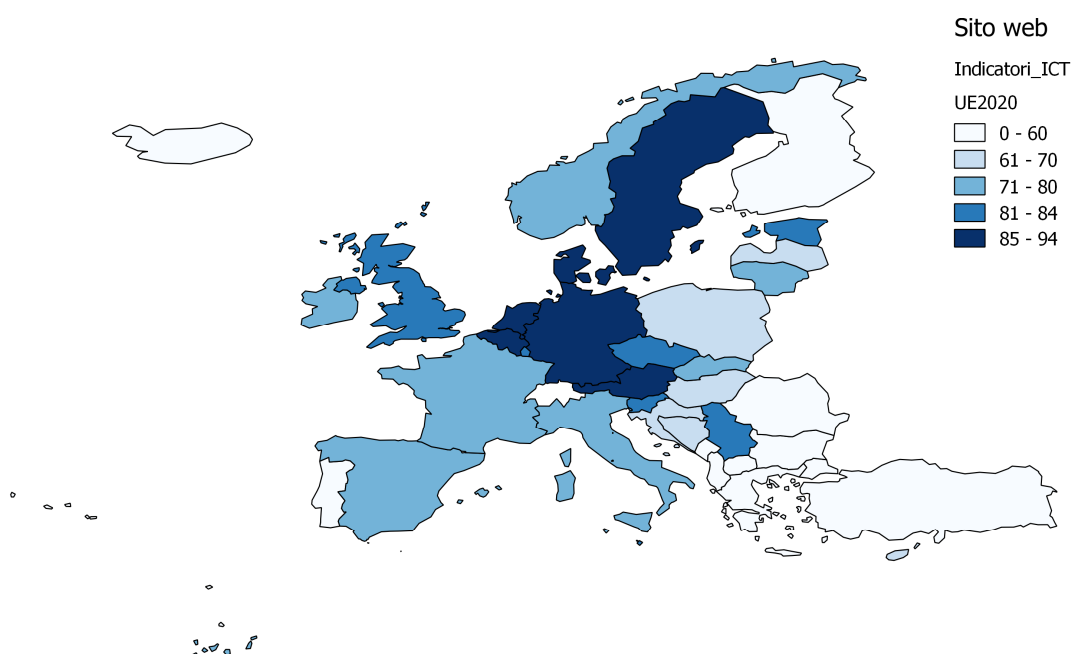 Sito web
Indicatori_ICT
UE2020
0 - 60
61 - 70
71 - 80
81 - 84
85 - 94